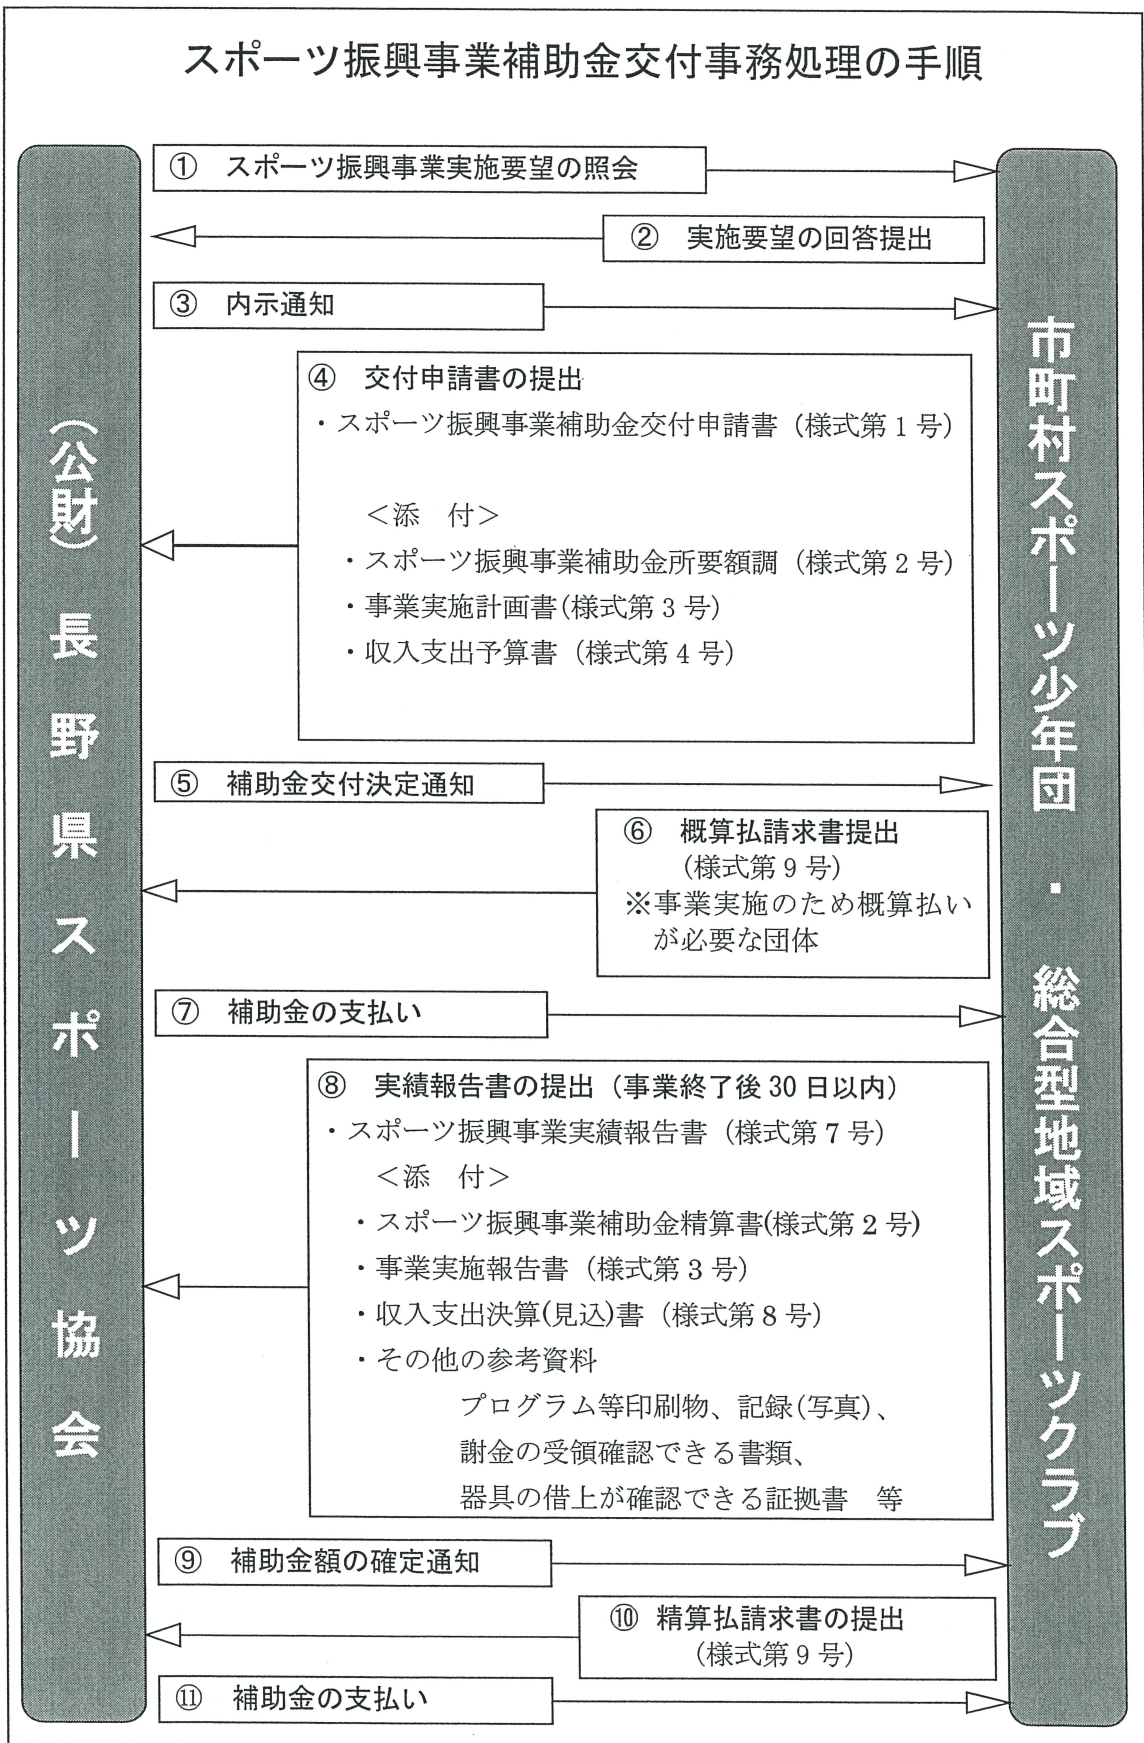 スポーツ振興事業補助金交付事務処理の手順
(公財)長野県スポーツ協会
① スポーツ振興事業実施要望の照会
② 実施要望の回答提出
③ 内示通知
④ 交付申請書の提出
・スポーツ振興事業補助金交付申請書(様式第1号)
<添 付>
・スポーツ振興事業補助金所要額調(様式第2号)
・事業実施計画書(様式第3号)
・収入支出予算書(様式第4号)
⑤ 補助金交付決定通知
⑥ 概算払請求書提出
(様式第9号)
※事業実施のため概算払い
が必要な団体
⑦ 補助金の支払い
⑧ 実績報告書の提出(事業終了後30日以内)
・スポーツ振興事業実績報告書(様式第7号)
<添 付>
・スポーツ振興事業補助金精算書(様式第2号)
・事業実施報告書(様式第3号)
・収入支出決算(見込)書(様式第8号)
・その他の参考資料
プログラム等印刷物、記録(写真)、
謝金の受領確認できる書類、
器具の借上が確認できる証拠書 等
⑨ 補助金額の確定通知
⑩ 精算払請求書の提出
(様式第9号)
⑪ 補助金の支払い
市町村スポーツ少年団・総合型地域スポーツクラブ